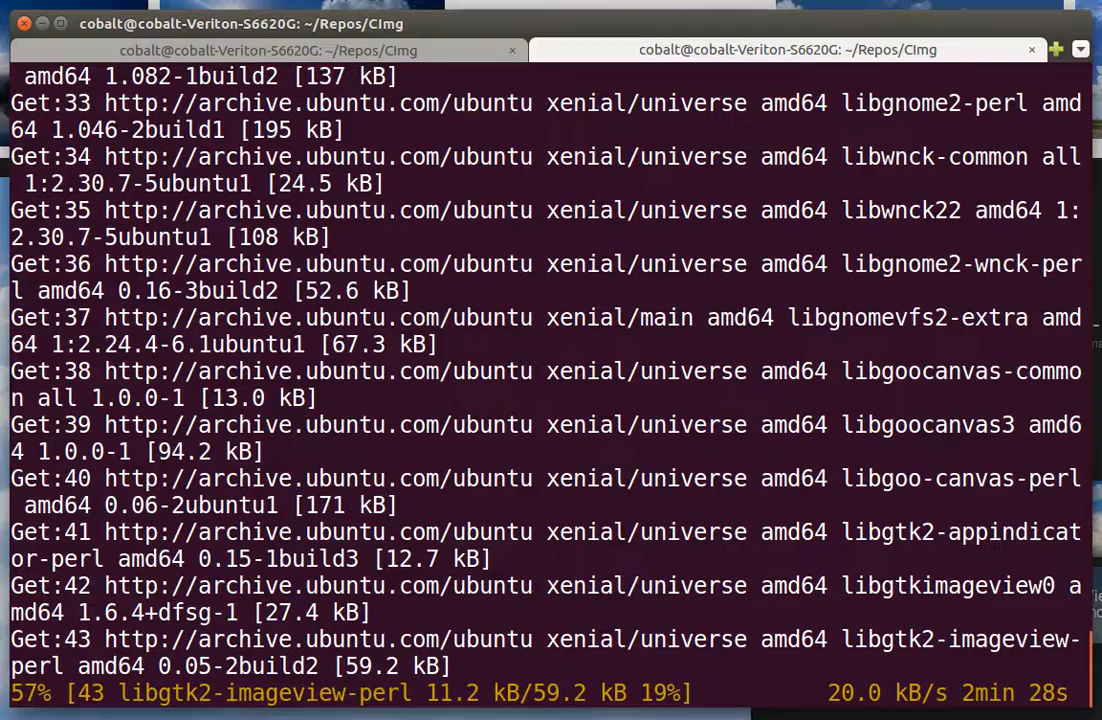 cobalt@cobalt-Veriton-S6620G: ~/Repos/CImg
cobalt@cobalt-Veriton-S6620G: ~/Repos/CImg × cobalt@cobalt-Veriton-S6620G: ~/Repos/CImg ×
amd64 1.082-1build2 [137 kB]
Get:33 http://archive.ubuntu.com/ubuntu xenial/universe amd64 libgnome2-perl amd
64 1.046-2build1 [195 kB]
Get:34 http://archive.ubuntu.com/ubuntu xenial/universe amd64 libwnck-common all
1:2.30.7-5ubuntu1 [24.5 kB]
Get:35 http://archive.ubuntu.com/ubuntu xenial/universe amd64 libwnck22 amd64 1:
2.30.7-5ubuntu1 [108 kB]
Get:36 http://archive.ubuntu.com/ubuntu xenial/universe amd64 libgnome2-wnck-per
l amd64 0.16-3build2 [52.6 kB]
Get:37 http://archive.ubuntu.com/ubuntu xenial/main amd64 libgnomevfs2-extra amd
64 1:2.24.4-6.1ubuntu1 [67.3 kB]
Get:38 http://archive.ubuntu.com/ubuntu xenial/universe amd64 libgoocanvas-commo
n all 1.0.0-1 [13.0 kB]
Get:39 http://archive.ubuntu.com/ubuntu xenial/universe amd64 libgoocanvas3 amd6
4 1.0.0-1 [94.2 kB]
Get:40 http://archive.ubuntu.com/ubuntu xenial/universe amd64 libgoo-canvas-perl
amd64 0.06-2ubuntu1 [171 kB]
Get:41 http://archive.ubuntu.com/ubuntu xenial/universe amd64 libgtk2-appindicat
or-perl amd64 0.15-1build3 [12.7 kB]
Get:42 http://archive.ubuntu.com/ubuntu xenial/universe amd64 libgtkimageview0 a
md64 1.6.4+dfsg-1 [27.4 kB]
Get:43 http://archive.ubuntu.com/ubuntu xenial/universe amd64 libgtk2-imageview-
perl amd64 0.05-2build2 [59.2 kB]
57% [43 libgtk2-imageview-perl 11.2 kB/59.2 kB 19%] 20.0 kB/s 2min 28s